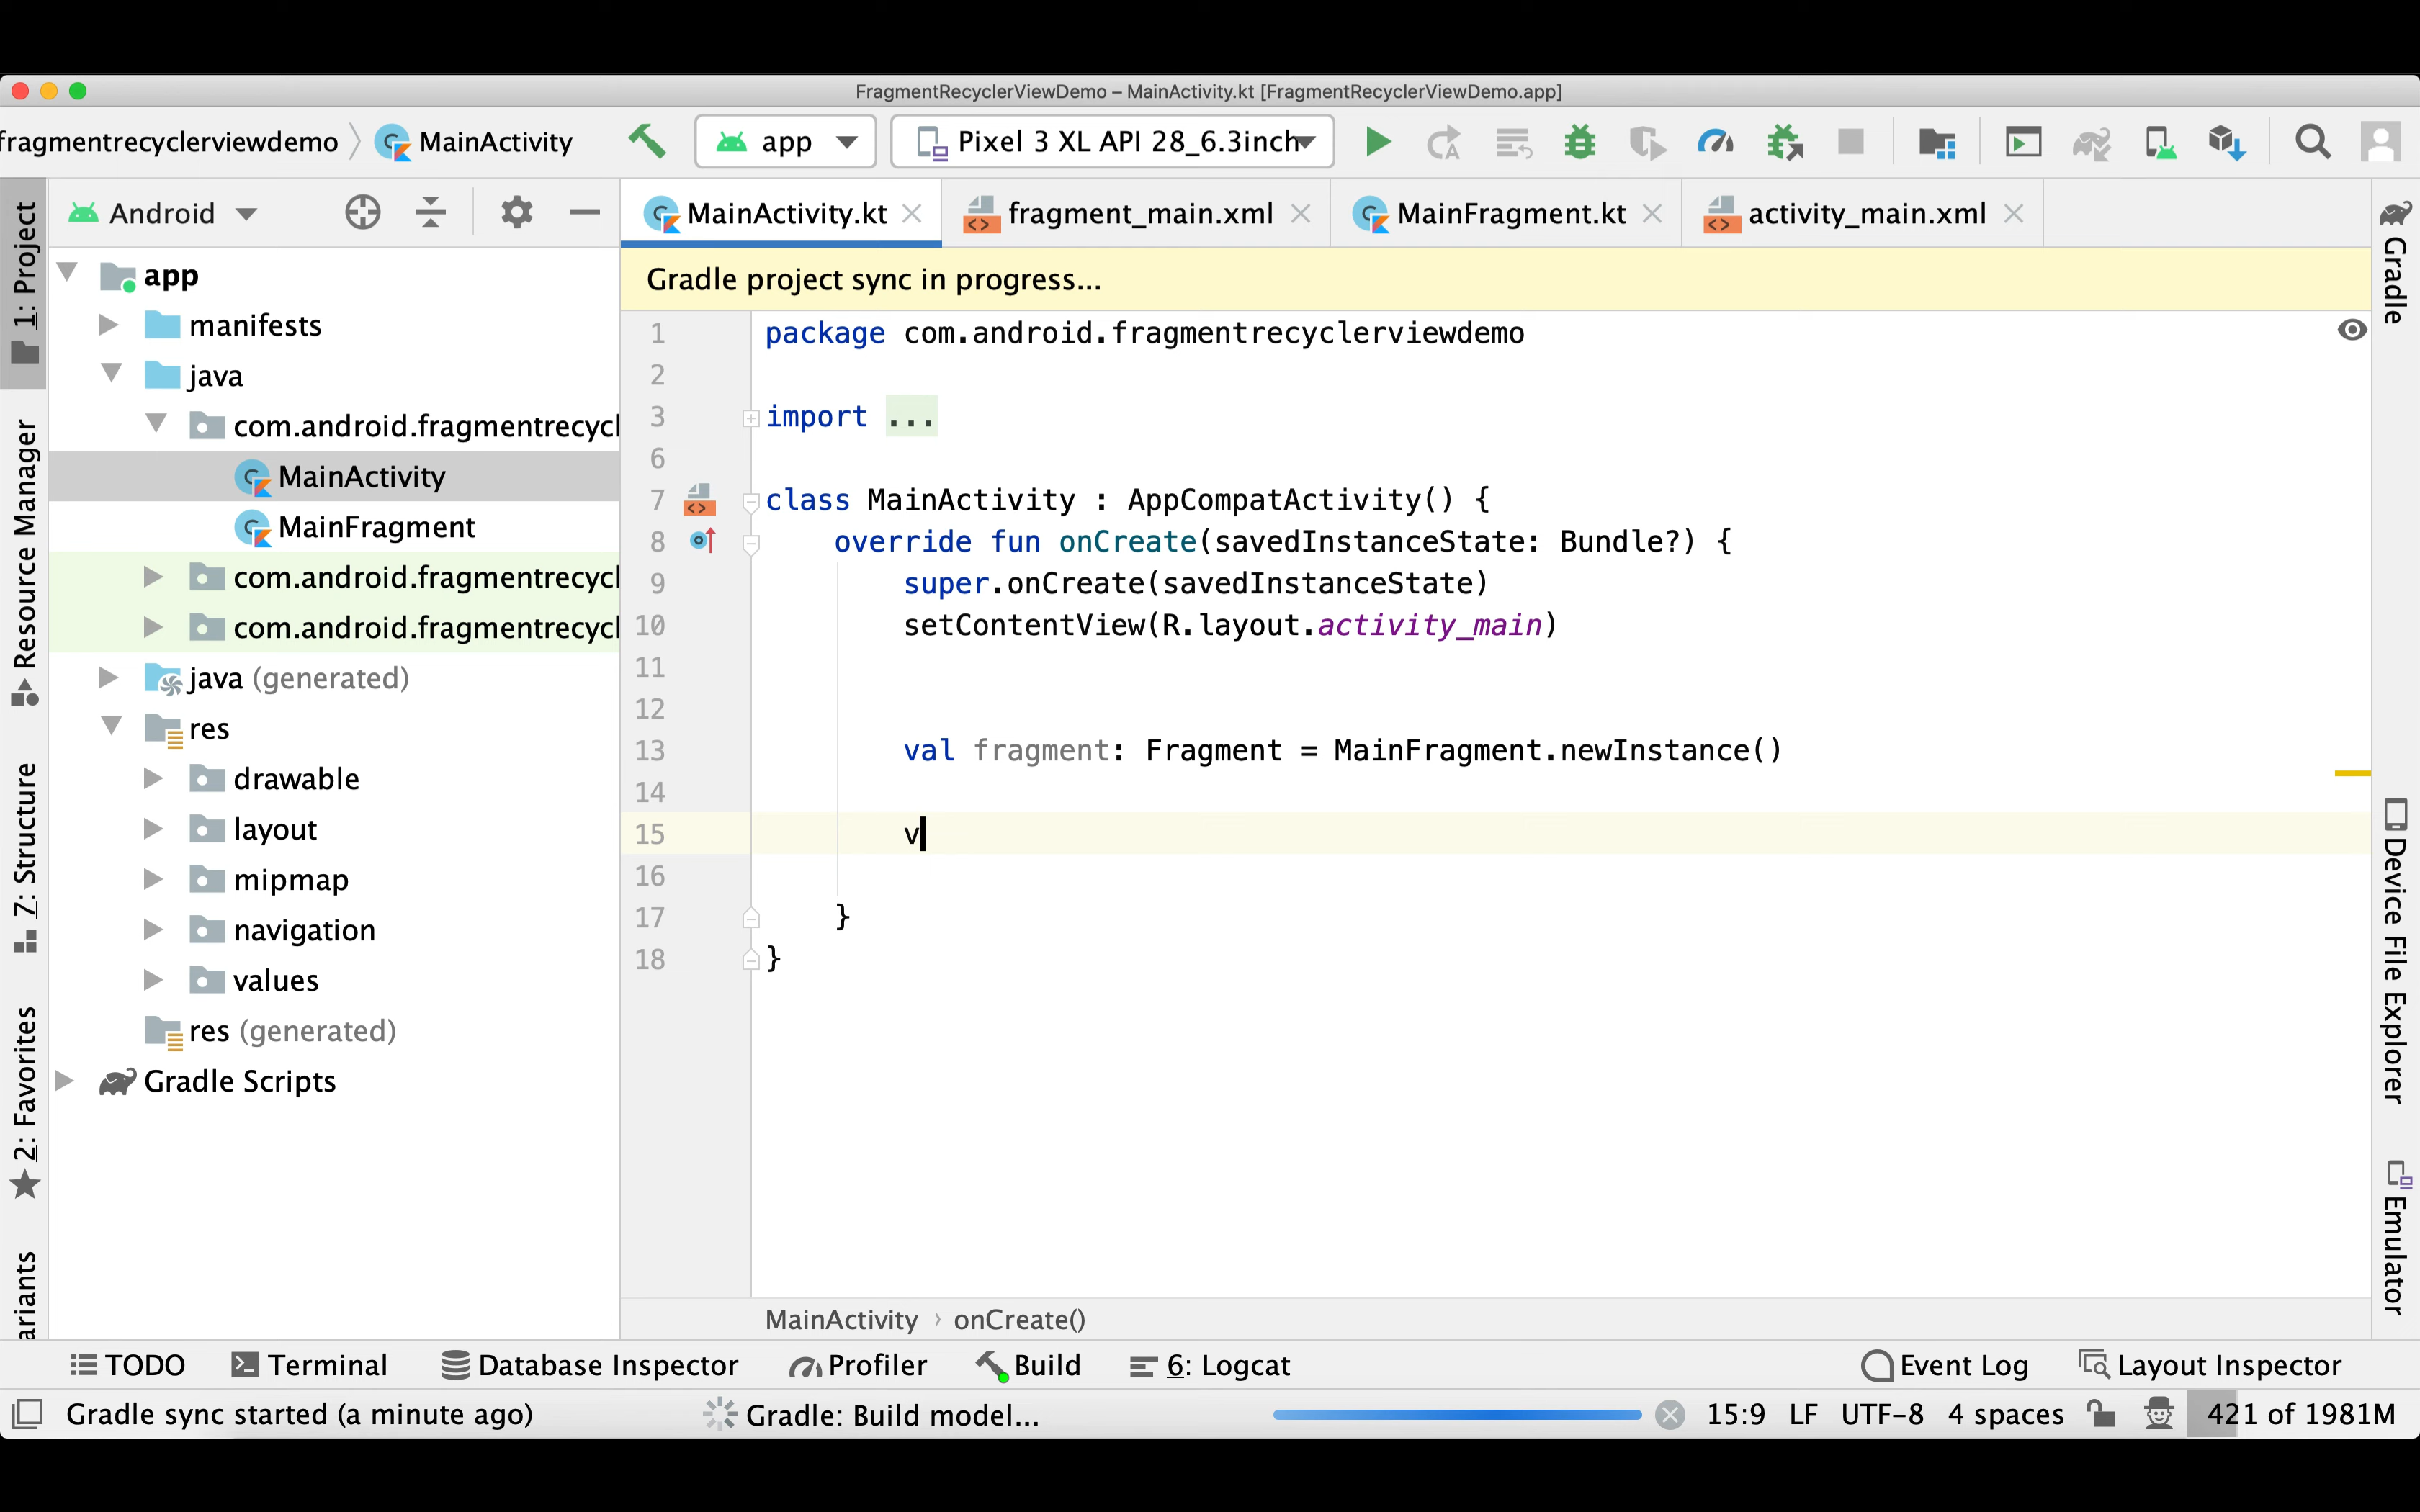 FragmentRecyclerViewDemo – MainActivity.kt [FragmentRecyclerViewDemo.app]
fragmentrecyclerviewdemo MainActivity app Pixel 3 XL API 28_6.3inch
Android MainActivity.kt fragment_main.xml MainFragment.kt activity_main.xml
Gradle project sync in progress...
app
manifests
java
com.android.fragmentrecycl
MainActivity
MainFragment
com.android.fragmentrecycl
com.android.fragmentrecycl
java (generated)
res
drawable
layout
mipmap
navigation
values
res (generated)
Gradle Scripts
1: Project
Resource Manager
7: Structure
2: Favorites
ariants
1 package com.android.fragmentrecyclerviewdemo
2
3 import ...
6
7 class MainActivity : AppCompatActivity() {
8 override fun onCreate(savedInstanceState: Bundle?) {
9 super.onCreate(savedInstanceState)
10 setContentView(R.layout.activity_main)
11
12
13 val fragment: Fragment = MainFragment.newInstance()
14
15 v
16
17 }
18 }
Gradle
Device File Explorer
Emulator
MainActivity › onCreate()
TODO Terminal Database Inspector Profiler Build 6: Logcat Event Log Layout Inspector
Gradle sync started (a minute ago) Gradle: Build model... 15:9 LF UTF-8 4 spaces 421 of 1981M